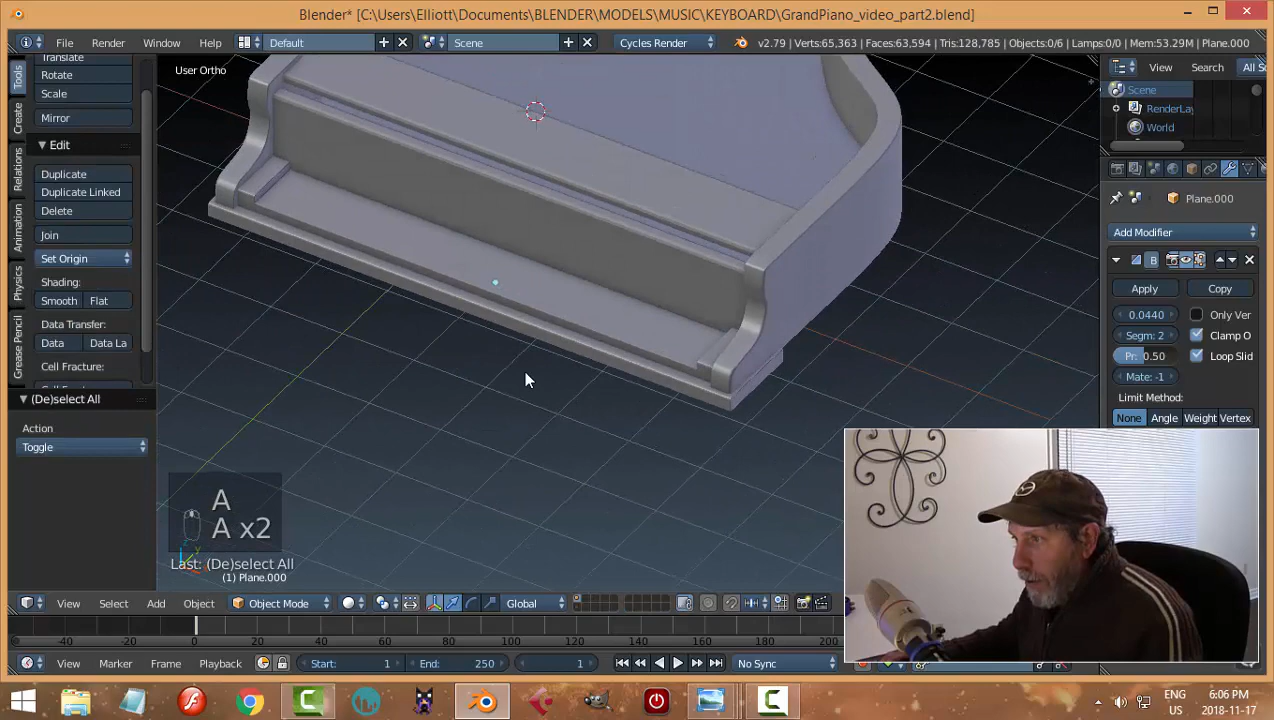 Blender* [C:\Users\Elliott\Documents\BLENDER\MODELS\MUSIC\KEYBOARD\GrandPiano_video_part2.blend]
File Render Window Help Default Scene Cycles Render v2.79 | Verts:65,363 | Faces:63,594 | Tris:128,785 | Objects:0/6 | Lamps:0/0 | Mem:53.29M | Plane.000
Translate
Rotate
Scale
Mirror
Edit
Duplicate
Duplicate Linked
Delete
Join
Set Origin
Shading:
Smooth Flat
Data Transfer:
Data Data La
Cell Fracture:
Tools
Create
Relations
Animation
Physics
Grease Pencil
(De)select All
Action
Toggle
User Ortho
A
A x2
Last: (De)select All
(1) Plane.000
View Search All S
Scene
RenderLay
World
Plane.000
Add Modifier
B
Apply Copy
0.0440 Only Ver
Segm: 2 Clamp O
Pr: 0.50 Loop Slid
Mate: -1
Limit Method:
None Angle Weight Vertex
View Select Add Object Object Mode Global
-40 -20 0 20 40 60 80 100 120 140 160 180 200
View Marker Frame Playback Start: 1 End: 250 1 No Sync
ENG
US
6:06 PM
2018-11-17